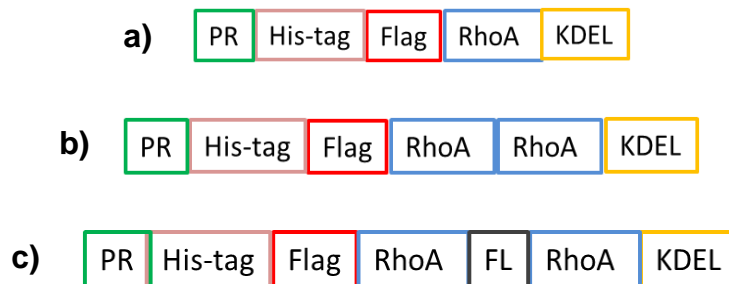 a) PR His-tag Flag RhoA KDEL
b) PR His-tag Flag RhoA RhoA KDEL
c) PR His-tag Flag RhoA FL RhoA KDEL